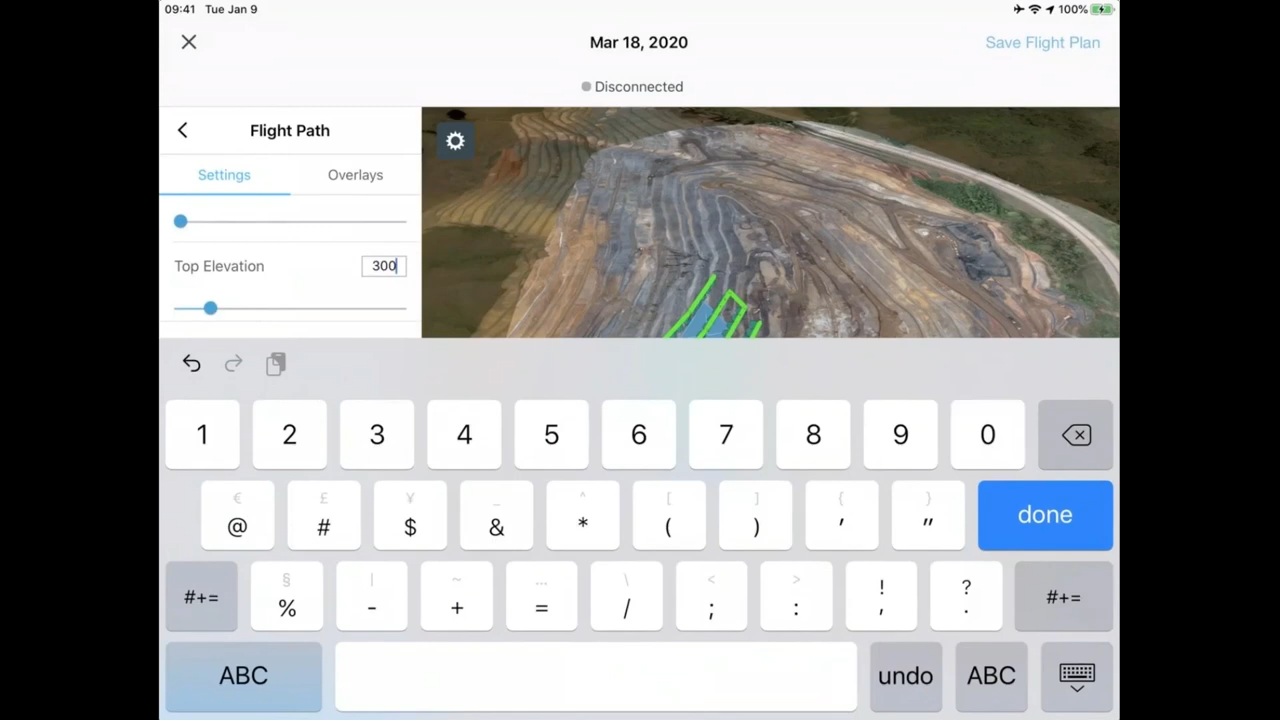 09:41 Tue Jan 9 100%
Mar 18, 2020
Save Flight Plan
Disconnected
Flight Path
Settings Overlays
Top Elevation 300
1 2 3 4 5 6 7 8 9 0
€ £ ¥ _ ^ [ ] { }
@ # $ & * ( ) ' " done
§ | ~ … \ < > ! ?
#+= % - + = / ; : , . #+=
ABC undo ABC